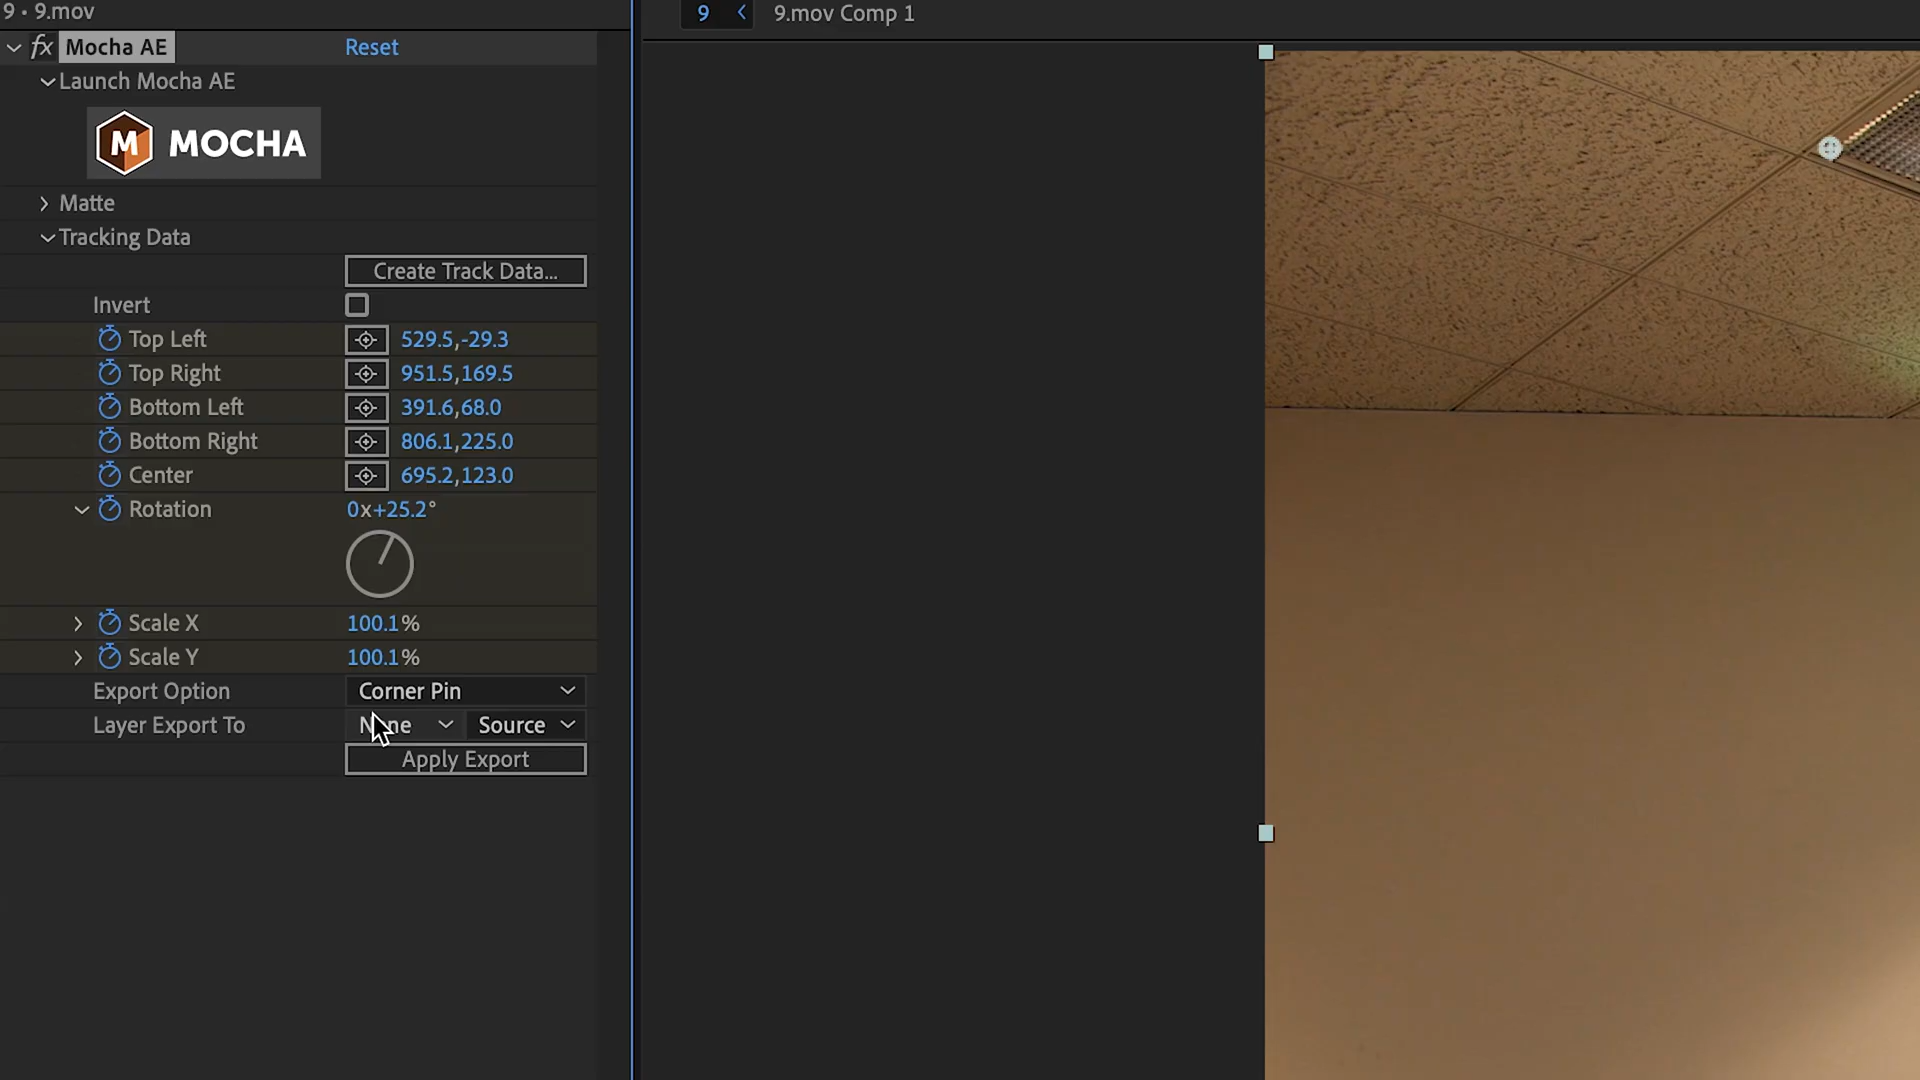 9 • 9.mov
9
9.mov Comp 1
fx Mocha AE
Reset
Launch Mocha AE
M MOCHA
Matte
Tracking Data
Create Track Data...
Invert
Top Left
529.5,-29.3
Top Right
951.5,169.5
Bottom Left
391.6,68.0
Bottom Right
806.1,225.0
Center
695.2,123.0
Rotation
0x+25.2°
Scale X
100.1%
Scale Y
100.1%
Export Option
Corner Pin
Layer Export To
None
Source
Apply Export